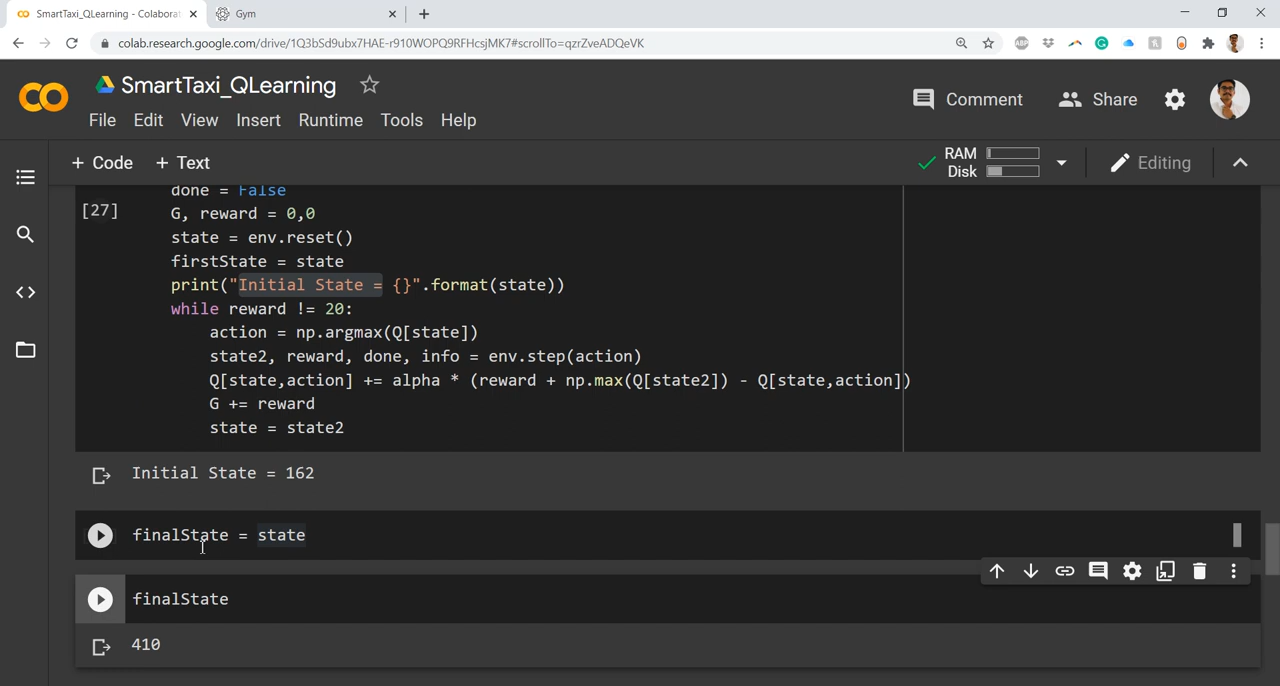 SmartTaxi_QLearning - Colaborat
Gym
colab.research.google.com/drive/1Q3bSd9ubx7HAE-r910WOPQ9RFHcsjMK7#scrollTo=qzrZveADQeVK
SmartTaxi_QLearning
Comment
Share
File Edit View Insert Runtime Tools Help
+ Code + Text
RAM
Disk
Editing
done = False
[27]
G, reward = 0,0
state = env.reset()
firstState = state
print("Initial State = {}".format(state))
while reward != 20:
action = np.argmax(Q[state])
state2, reward, done, info = env.step(action)
Q[state,action] += alpha * (reward + np.max(Q[state2]) - Q[state,action])
G += reward
state = state2
Initial State = 162
finalState = state
finalState
410